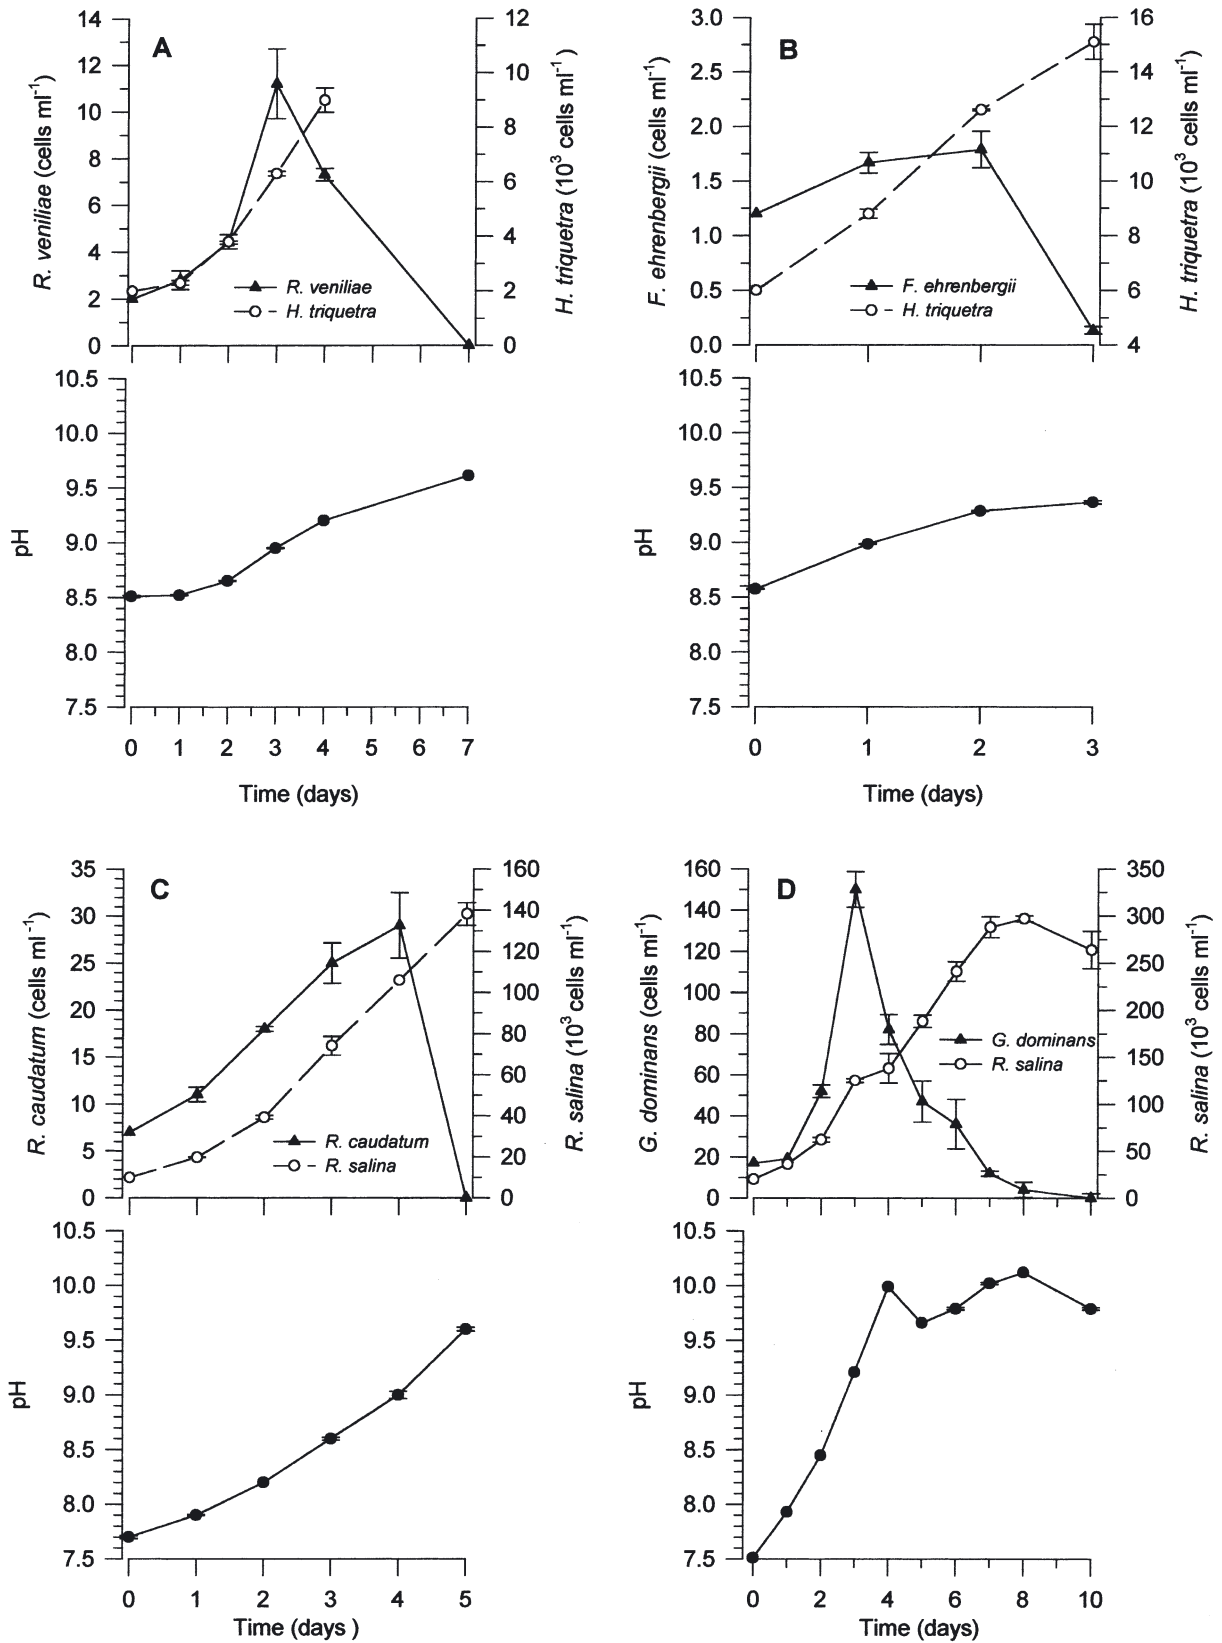 A
R. veniliae (cells ml-1)
14
12
10
8
6
4
2
0
12
10
8
6
4
2
0
H. triquetra (10³ cells ml-1)
R. veniliae
H. triquetra
pH
10.5
10.0
9.5
9.0
8.5
8.0
7.5
0 1 2 3 4 5 6 7
Time (days)
B
F. ehrenbergii (cells ml-1)
3.0
2.5
2.0
1.5
1.0
0.5
0.0
16
14
12
10
8
6
4
H. triquetra (10³ cells ml-1)
F. ehrenbergii
H. triquetra
pH
10.5
10.0
9.5
9.0
8.5
8.0
7.5
0 1 2 3
Time (days)
C
R. caudatum (cells ml-1)
35
30
25
20
15
10
5
0
160
140
120
100
80
60
40
20
0
R. salina (10³ cells ml-1)
R. caudatum
R. salina
pH
10.5
10.0
9.5
9.0
8.5
8.0
7.5
0 1 2 3 4 5
Time (days )
D
G. dominans (cells ml-1)
160
140
120
100
80
60
40
20
0
350
300
250
200
150
100
50
0
R. salina (10³ cells ml-1)
G. dominans
R. salina
pH
10.5
10.0
9.5
9.0
8.5
8.0
7.5
0 2 4 6 8 10
Time (days)